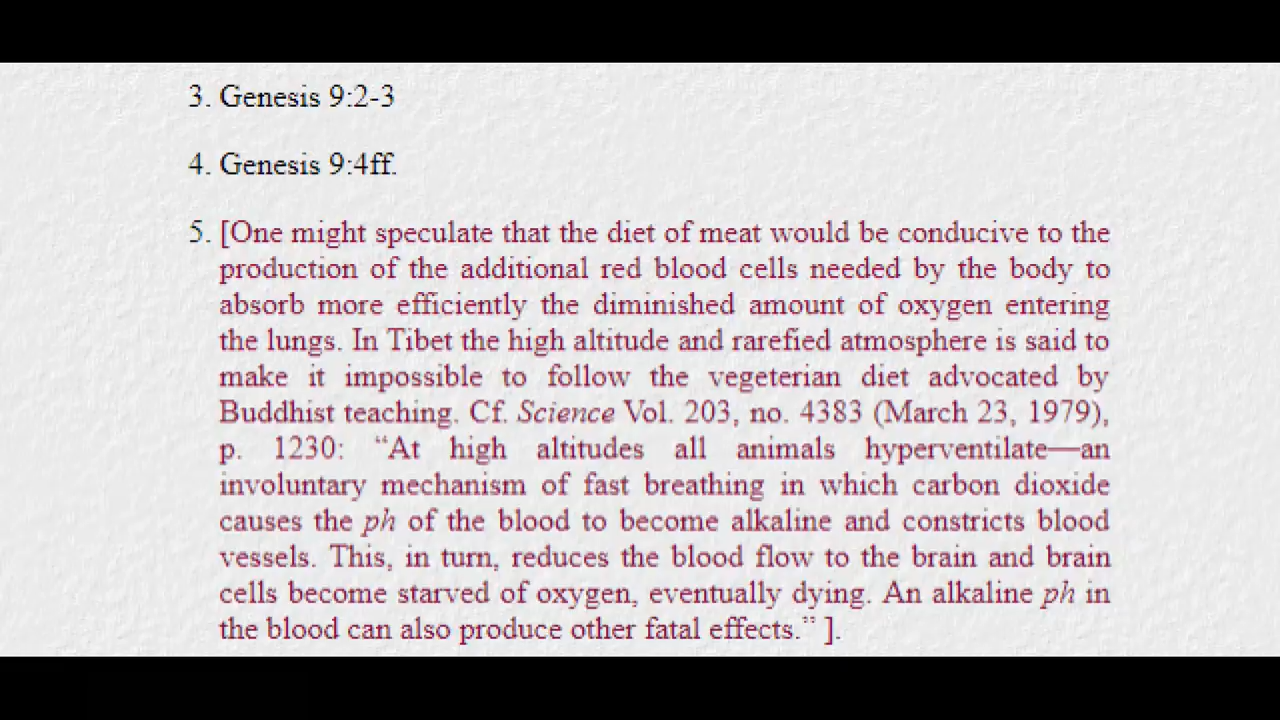 3. Genesis 9:2-3
4. Genesis 9:4ff.
5. [One might speculate that the diet of meat would be conducive to the
production of the additional red blood cells needed by the body to
absorb more efficiently the diminished amount of oxygen entering
the lungs. In Tibet the high altitude and rarefied atmosphere is said to
make it impossible to follow the vegeterian diet advocated by
Buddhist teaching. Cf. Science Vol. 203, no. 4383 (March 23, 1979),
p. 1230: “At high altitudes all animals hyperventilate—an
involuntary mechanism of fast breathing in which carbon dioxide
causes the ph of the blood to become alkaline and constricts blood
vessels. This, in turn, reduces the blood flow to the brain and brain
cells become starved of oxygen, eventually dying. An alkaline ph in
the blood can also produce other fatal effects.” ].